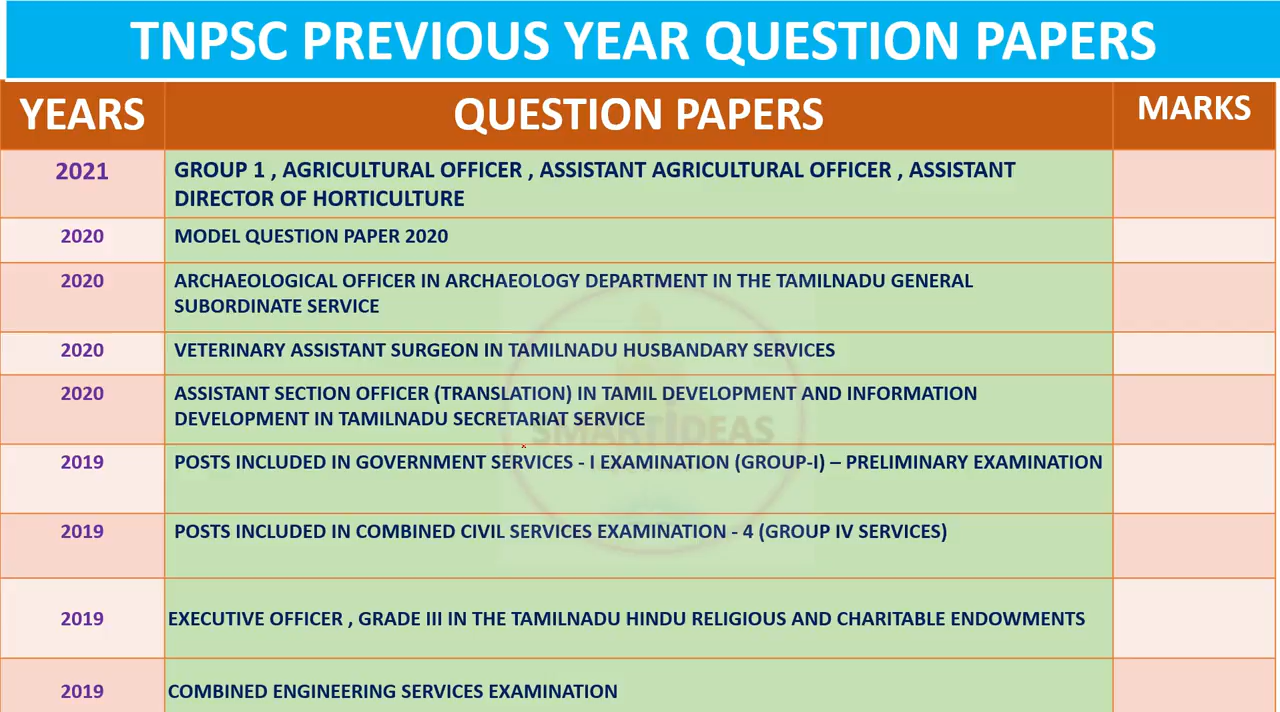 TNPSC PREVIOUS YEAR QUESTION PAPERS
YEARS QUESTION PAPERS MARKS
2021 GROUP 1 , AGRICULTURAL OFFICER , ASSISTANT AGRICULTURAL OFFICER , ASSISTANT
DIRECTOR OF HORTICULTURE
2020 MODEL QUESTION PAPER 2020
2020 ARCHAEOLOGICAL OFFICER IN ARCHAEOLOGY DEPARTMENT IN THE TAMILNADU GENERAL
SUBORDINATE SERVICE
2020 VETERINARY ASSISTANT SURGEON IN TAMILNADU HUSBANDARY SERVICES
2020 ASSISTANT SECTION OFFICER (TRANSLATION) IN TAMIL DEVELOPMENT AND INFORMATION
DEVELOPMENT IN TAMILNADU SECRETARIAT SERVICE
SMART IDEAS
2019 POSTS INCLUDED IN GOVERNMENT SERVICES - I EXAMINATION (GROUP-I) – PRELIMINARY EXAMINATION
2019 POSTS INCLUDED IN COMBINED CIVIL SERVICES EXAMINATION - 4 (GROUP IV SERVICES)
2019 EXECUTIVE OFFICER , GRADE III IN THE TAMILNADU HINDU RELIGIOUS AND CHARITABLE ENDOWMENTS
2019 COMBINED ENGINEERING SERVICES EXAMINATION